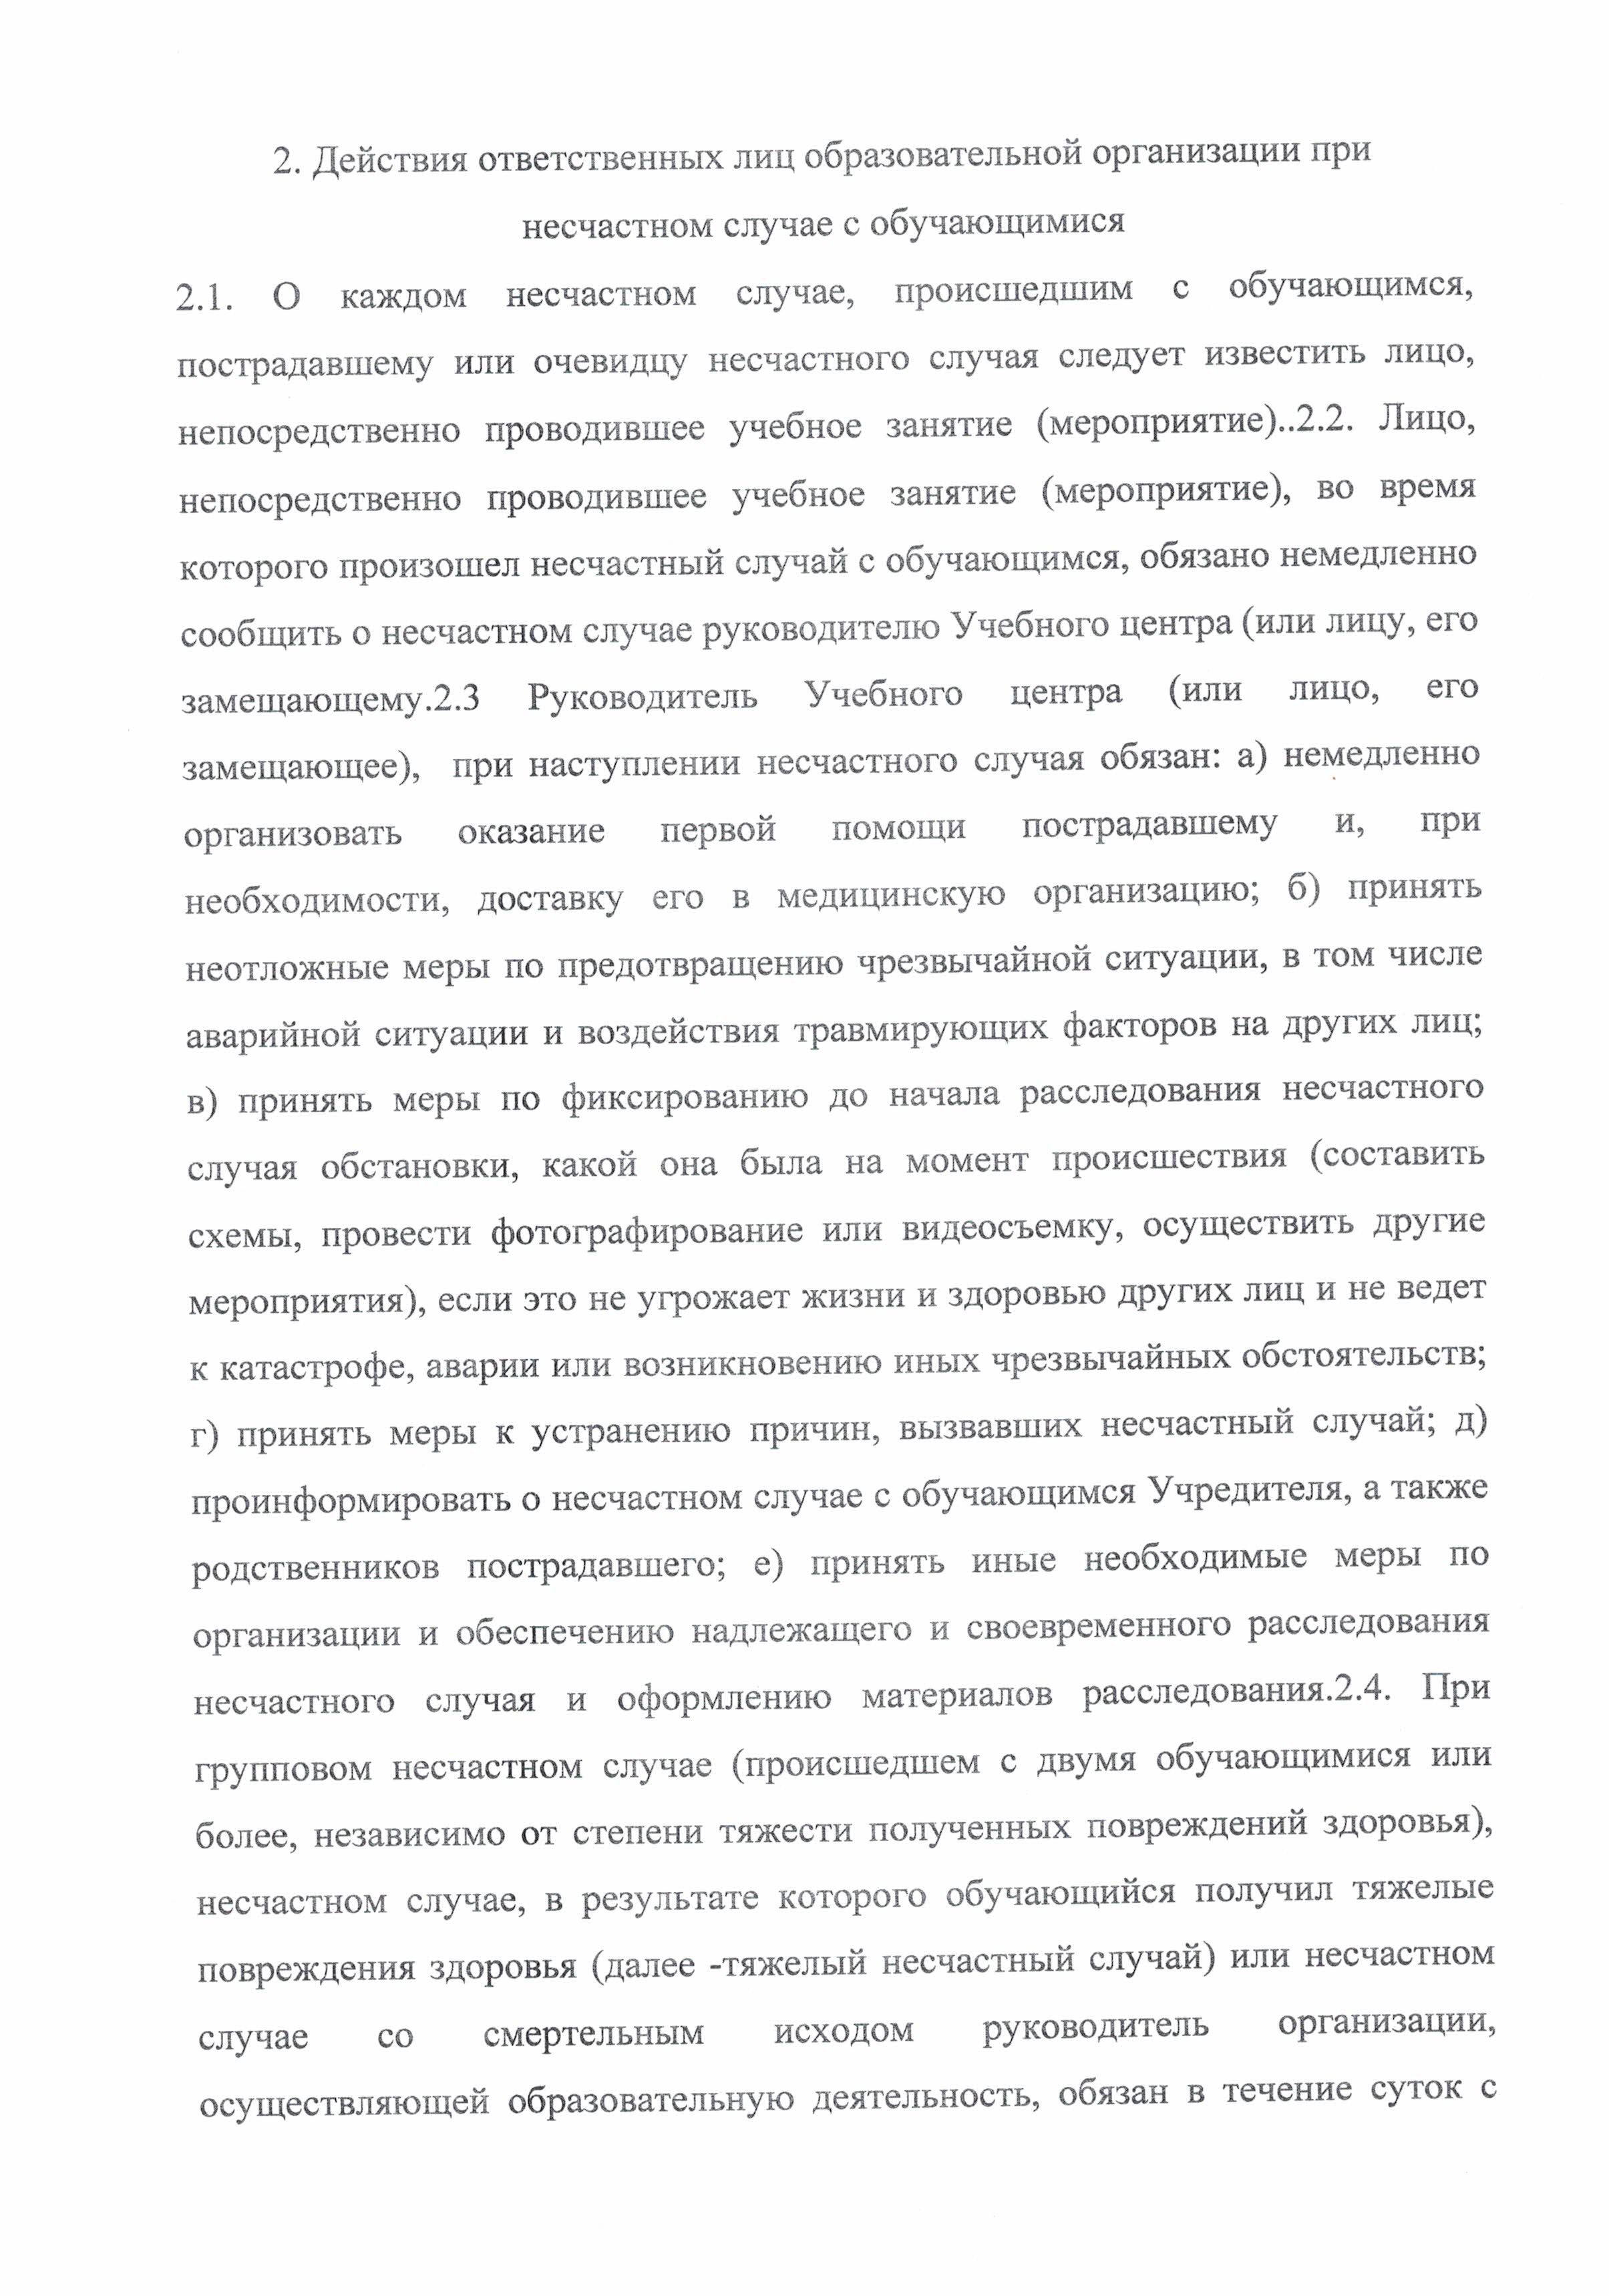 2. Действия ответственных лиц образовательной организации при
несчастном случае с обучающимися
2.1. О каждом несчастном случае, происшедшим с обучающимся,
пострадавшему или очевидцу несчастного случая следует известить лицо,
непосредственно проводившее учебное занятие (мероприятие)..2.2. Лицо,
непосредственно проводившее учебное занятие (мероприятие), во время
которого произошел несчастный случай с обучающимся, обязано немедленно
сообщить о несчастном случае руководителю Учебного центра (или лицу, его
замещающему.2.3 Руководитель Учебного центра (или лицо, его
замещающее), при наступлении несчастного случая обязан: а) немедленно
организовать оказание первой помощи пострадавшему и, при
необходимости, доставку его в медицинскую организацию; б) принять
неотложные меры по предотвращению чрезвычайной ситуации, в том числе
аварийной ситуации и воздействия травмирующих факторов на других лиц;
в) принять меры по фиксированию до начала расследования несчастного
случая обстановки, какой она была на момент происшествия (составить
схемы, провести фотографирование или видеосъемку, осуществить другие
мероприятия), если это не угрожает жизни и здоровью других лиц и не ведет
к катастрофе, аварии или возникновению иных чрезвычайных обстоятельств;
г) принять меры к устранению причин, вызвавших несчастный случай; д)
проинформировать о несчастном случае с обучающимся Учредителя, а также
родственников пострадавшего; е) принять иные необходимые меры по
организации и обеспечению надлежащего и своевременного расследования
несчастного случая и оформлению материалов расследования.2.4. При
групповом несчастном случае (происшедшем с двумя обучающимися или
более, независимо от степени тяжести полученных повреждений здоровья),
несчастном случае, в результате которого обучающийся получил тяжелые
повреждения здоровья (далее -тяжелый несчастный случай) или несчастном
случае со смертельным исходом руководитель организации,
осуществляющей образовательную деятельность, обязан в течение суток с